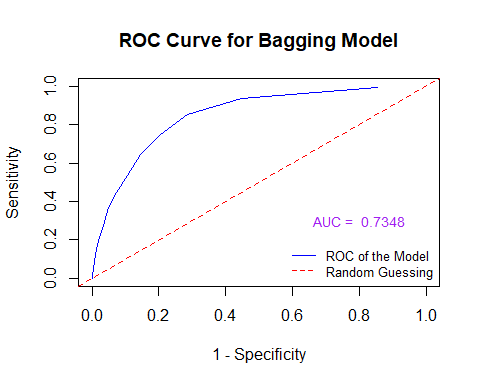 ROC Curve for Bagging Model
Sensitivity
1.0
0.8
0.6
0.4
0.2
0.0
AUC = 0.7348
ROC of the Model
Random Guessing
0.0 0.2 0.4 0.6 0.8 1.0
1 - Specificity